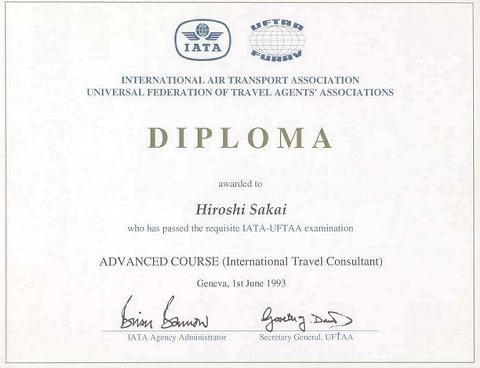 IATA
UFTAA
FUAAV
INTERNATIONAL AIR TRANSPORT ASSOCIATION
UNIVERSAL FEDERATION OF TRAVEL AGENTS' ASSOCIATIONS
DIPLOMA
awarded to
Hiroshi Sakai
who has passed the requisite IATA-UFTAA examination
ADVANCED COURSE (International Travel Consultant)
Geneva, 1st June 1993
Brian Barrow
IATA Agency Administrator
Secretary General, UFTAA